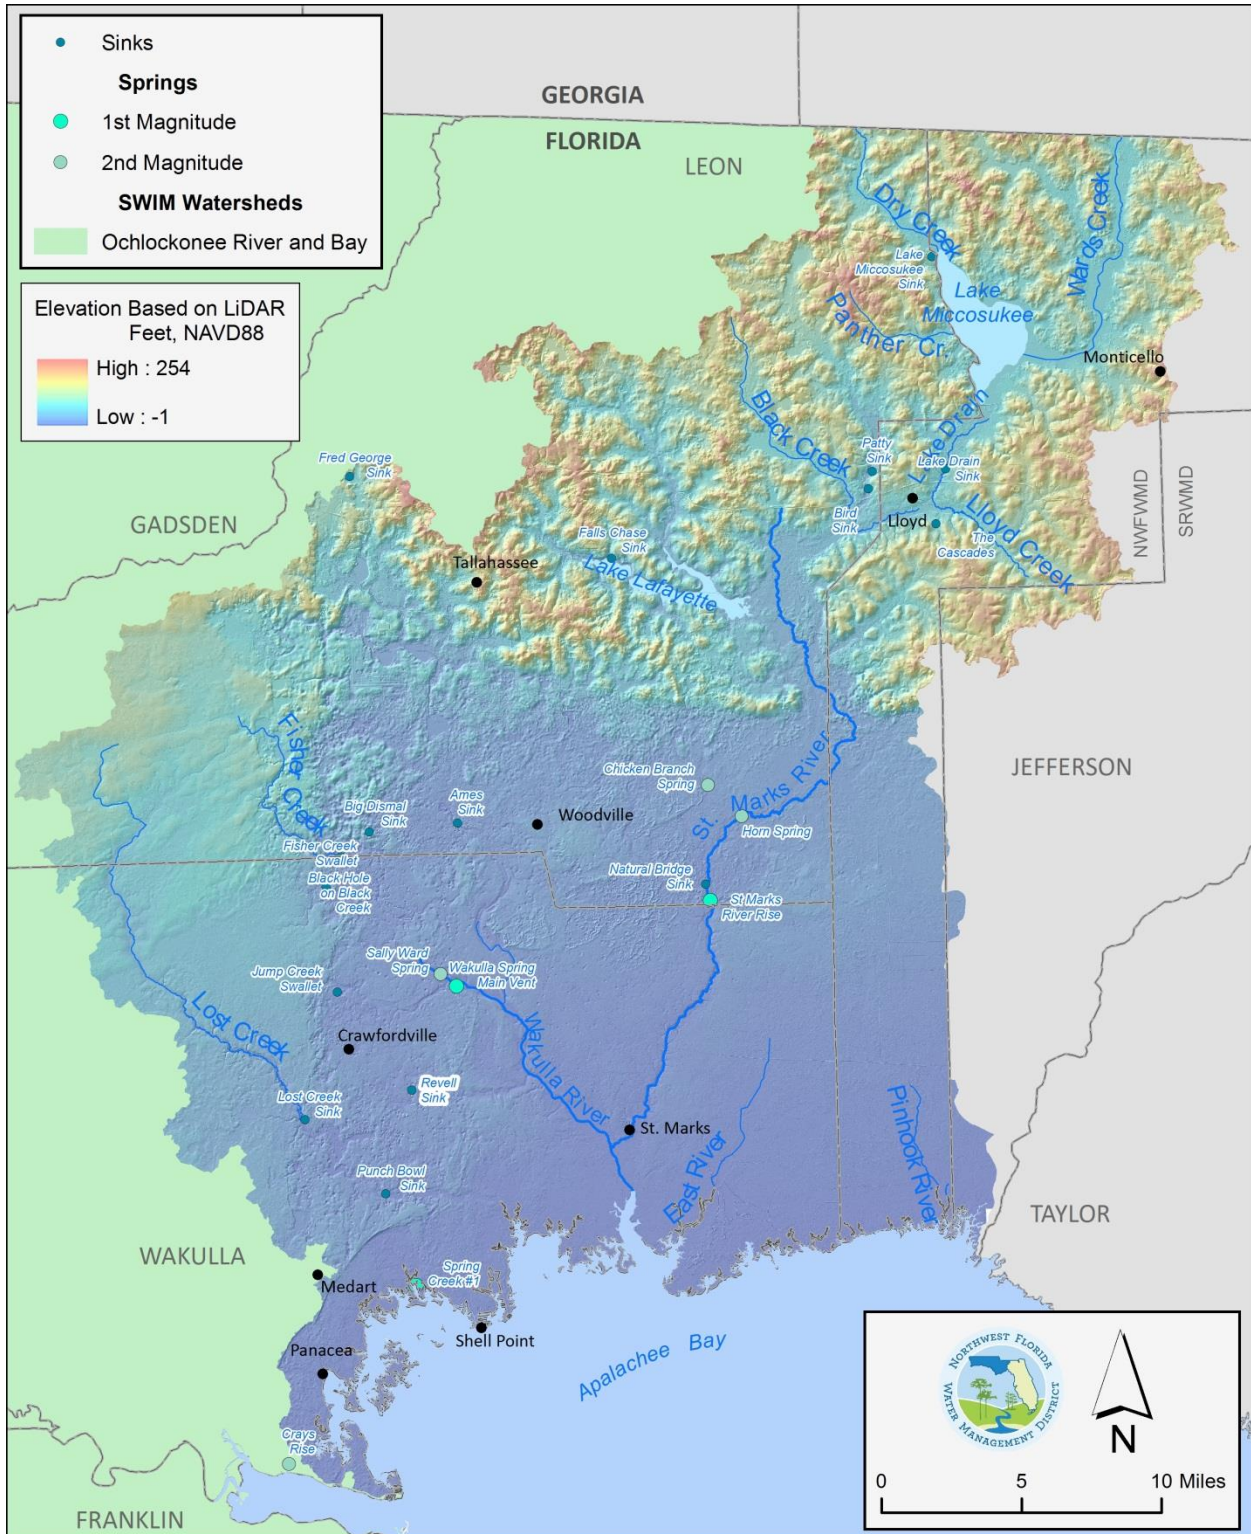 Sinks
Springs
1st Magnitude
2nd Magnitude
SWIM Watersheds
Ochlockonee River and Bay
Elevation Based on LiDAR
Feet, NAVD88
High : 254
Low : -1
GEORGIA
FLORIDA
LEON
Dry Creek
Wards Creek
Lake
Miccosukee
Sink
Lake
Miccosukee
Panther Cr.
Monticello
Black Creek
Lake Drain
Patty
Sink
Lake Drain
Sink
Fred George
Sink
GADSDEN
Bird
Sink
Lloyd
Lloyd Creek
The
Cascades
NWFWMD
SRWMD
Falls Chase
Sink
Tallahassee
Lake Lafayette
Fisher Creek
Chicken Branch
Spring
St. Marks River
JEFFERSON
Big Dismal
Sink
Ames
Sink
Woodville
Horn Spring
Fisher Creek
Swallet
Black Hole
on Black
Creek
Natural Bridge
Sink
St Marks
River Rise
Sally Ward
Spring
Wakulla Spring
Main Vent
Jump Creek
Swallet
Lost Creek
Crawfordville
Wakulla River
Revell
Sink
Lost Creek
Sink
St. Marks
East River
Pinhook River
Punch Bowl
Sink
TAYLOR
WAKULLA
Spring
Creek #1
Medart
Shell Point
Panacea
Apalachee Bay
Crays
Rise
FRANKLIN
NORTHWEST FLORIDA
WATER MANAGEMENT DISTRICT
N
0 5 10 Miles